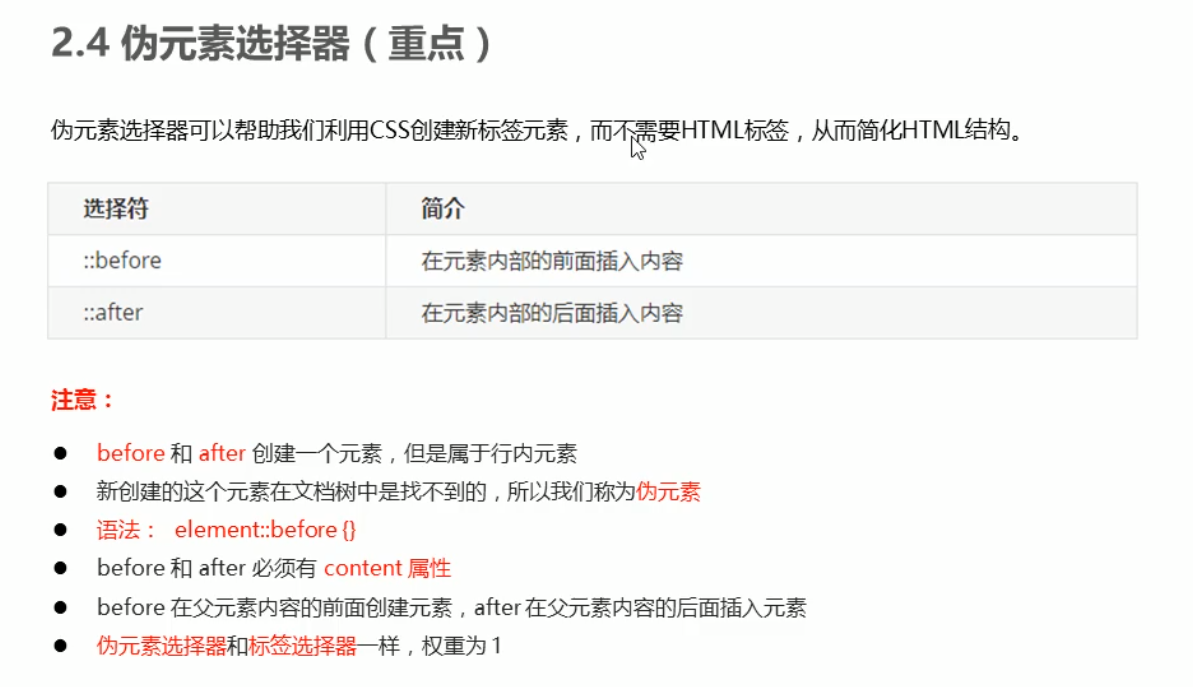 2.4 伪元素选择器（重点）
伪元素选择器可以帮助我们利用CSS创建新标签元素，而不需要HTML标签，从而简化HTML结构。
选择符 简介
::before 在元素内部的前面插入内容
::after 在元素内部的后面插入内容
注意：
● before 和 after 创建一个元素，但是属于行内元素
● 新创建的这个元素在文档树中是找不到的，所以我们称为伪元素
● 语法： element::before {}
● before 和 after 必须有 content 属性
● before 在父元素内容的前面创建元素，after 在父元素内容的后面插入元素
● 伪元素选择器和标签选择器一样，权重为 1